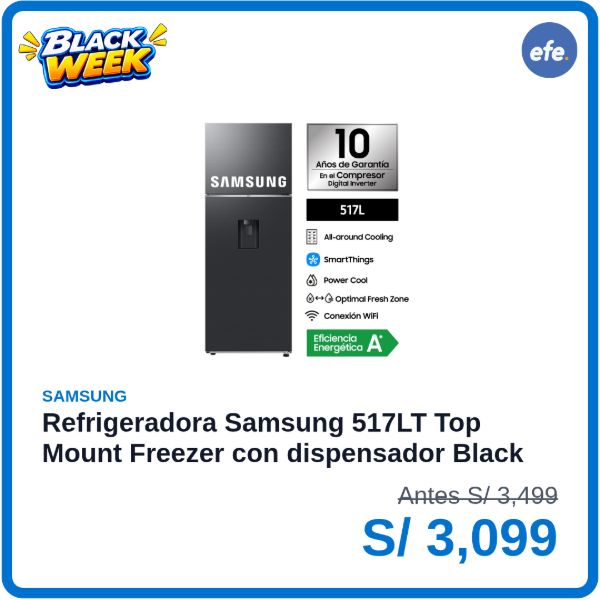 BLACK
WEEK
efe.
SAMSUNG
10
Años de Garantía
En el Compresor
Digital Inverter
517L
All-around Cooling
SmartThings
Power Cool
Optimal Fresh Zone
Conexión WiFi
Eficiencia
Energética A+
SAMSUNG
Refrigeradora Samsung 517LT Top
Mount Freezer con dispensador Black
Antes S/ 3,499
S/ 3,099